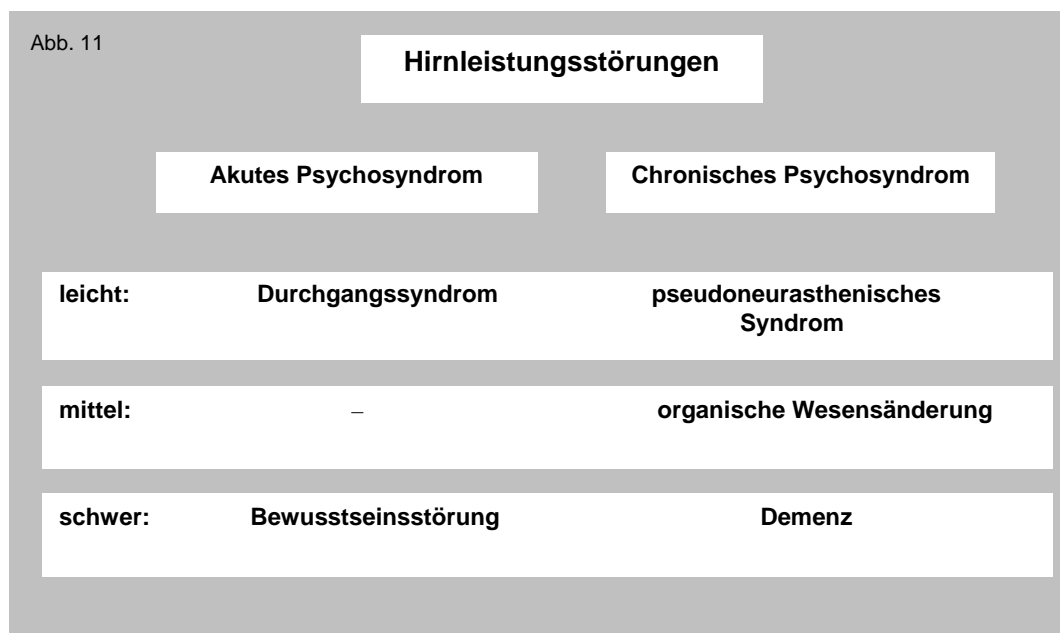 Abb. 11
Hirnleistungsstörungen
Akutes Psychosyndrom Chronisches Psychosyndrom
leicht: Durchgangssyndrom pseudoneurasthenisches
Syndrom
mittel: – organische Wesensänderung
schwer: Bewusstseinsstörung Demenz